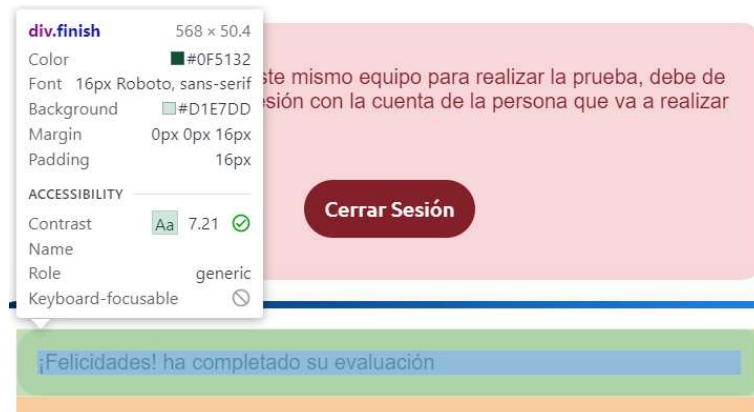 div.finish 568 × 50.4
Color #0F5132
Font 16px Roboto, sans-serif
Background #D1E7DD
Margin 0px 0px 16px
Padding 16px
ACCESSIBILITY
Contrast Aa 7.21
Name
Role generic
Keyboard-focusable
mismo equipo para realizar la prueba, debe de
con la cuenta de la persona que va a realizar
Cerrar Sesión
¡Felicidades! ha completado su evaluación